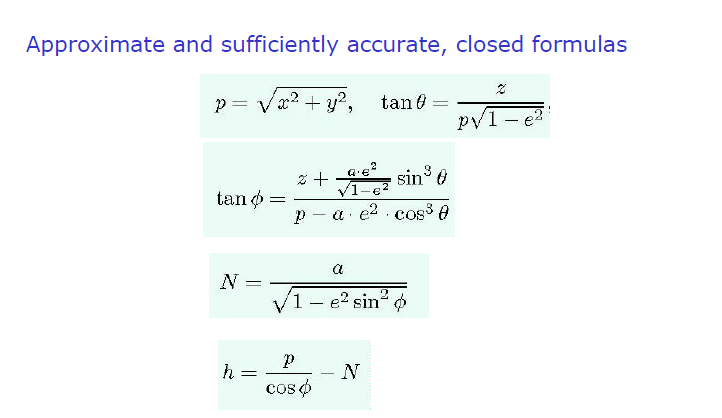 Approximate and sufficiently accurate, closed formulas
p = √(x² + y²), tan θ = z / (p√(1 − e²)),
tan ϕ = (z + (a·e² / √(1−e²)) sin³ θ) / (p − a · e² · cos³ θ)
N = a / √(1 − e² sin² ϕ)
h = p / cos ϕ − N